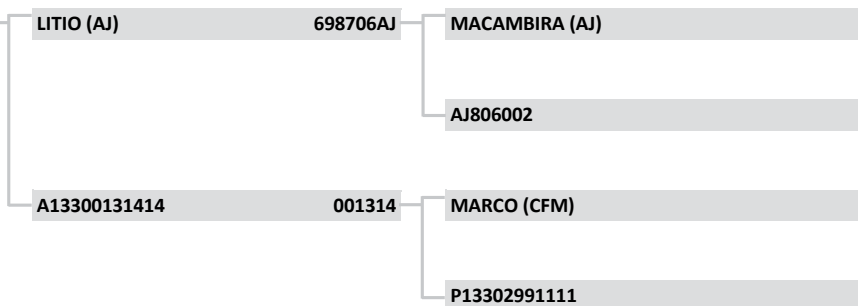 LITIO (AJ) 698706AJ MACAMBIRA (AJ)
AJ806002
A13300131414 001314 MARCO (CFM)
P13302991111